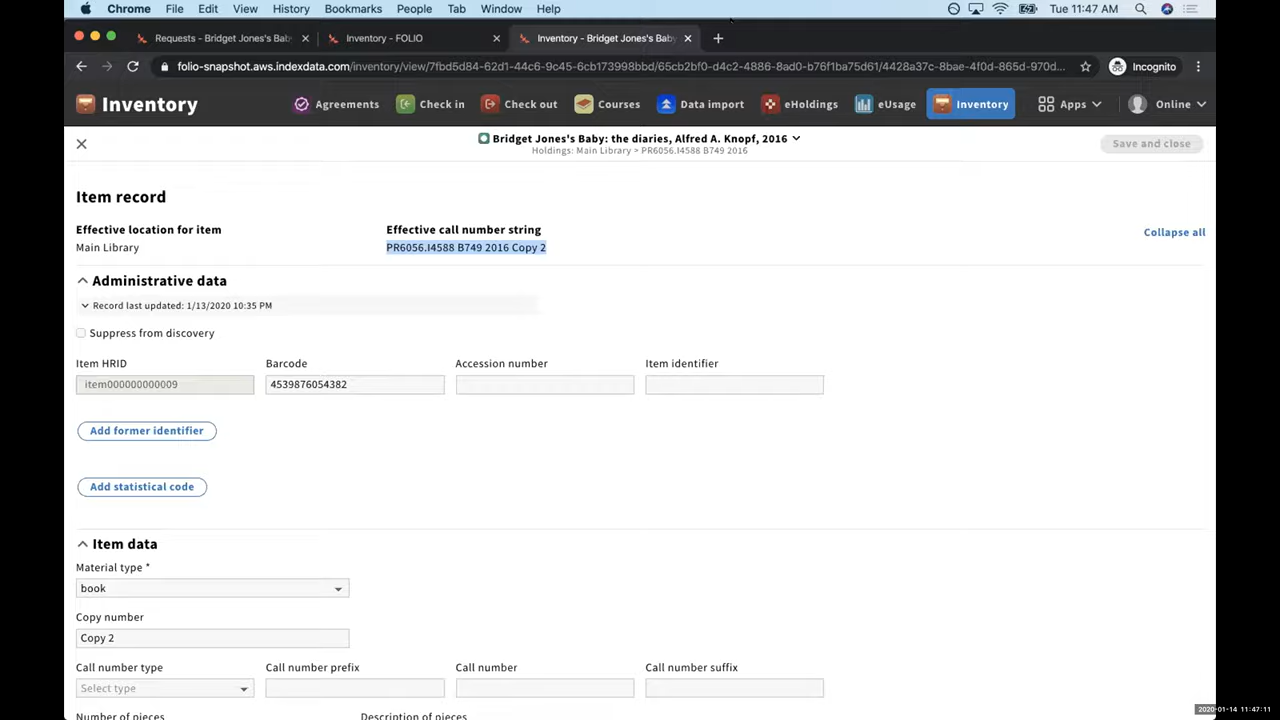 Chrome File Edit View History Bookmarks People Tab Window Help Tue 11:47 AM
Requests - Bridget Jones's Bab Inventory - FOLIO Inventory - Bridget Jones's Baby
folio-snapshot.aws.indexdata.com/inventory/view/7fbd5d84-62d1-44c6-9c45-6cb173998bbd/65cb2bf0-d4c2-4886-8ad0-b76f1ba75d61/4428a37c-8bae-4f0d-865d-970d... Incognito
Inventory Agreements Check in Check out Courses Data import eHoldings eUsage Inventory Apps Online
Bridget Jones's Baby: the diaries, Alfred A. Knopf, 2016 Save and close
Holdings: Main Library > PR6056.I4588 B749 2016
Item record
Effective location for item Effective call number string
Collapse all
Main Library PR6056.I4588 B749 2016 Copy 2
Administrative data
Record last updated: 1/13/2020 10:35 PM
Suppress from discovery
Item HRID Barcode Accession number Item identifier
item000000000009 4539876054382
Add former identifier
Add statistical code
Item data
Material type *
book
Copy number
Copy 2
Call number type Call number prefix Call number Call number suffix
Select type
Number of pieces Description of pieces
2020-01-14 11:47:11